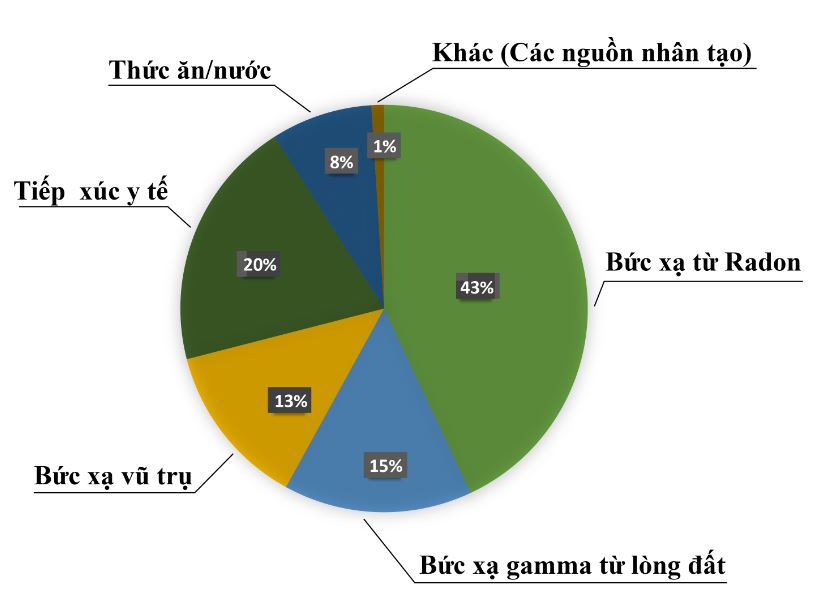 Khác (Các nguồn nhân tạo)
Thức ăn/nước
1%
8%
Tiếp xúc y tế
20%
Bức xạ từ Radon
43%
13%
15%
Bức xạ vũ trụ
Bức xạ gamma từ lòng đất